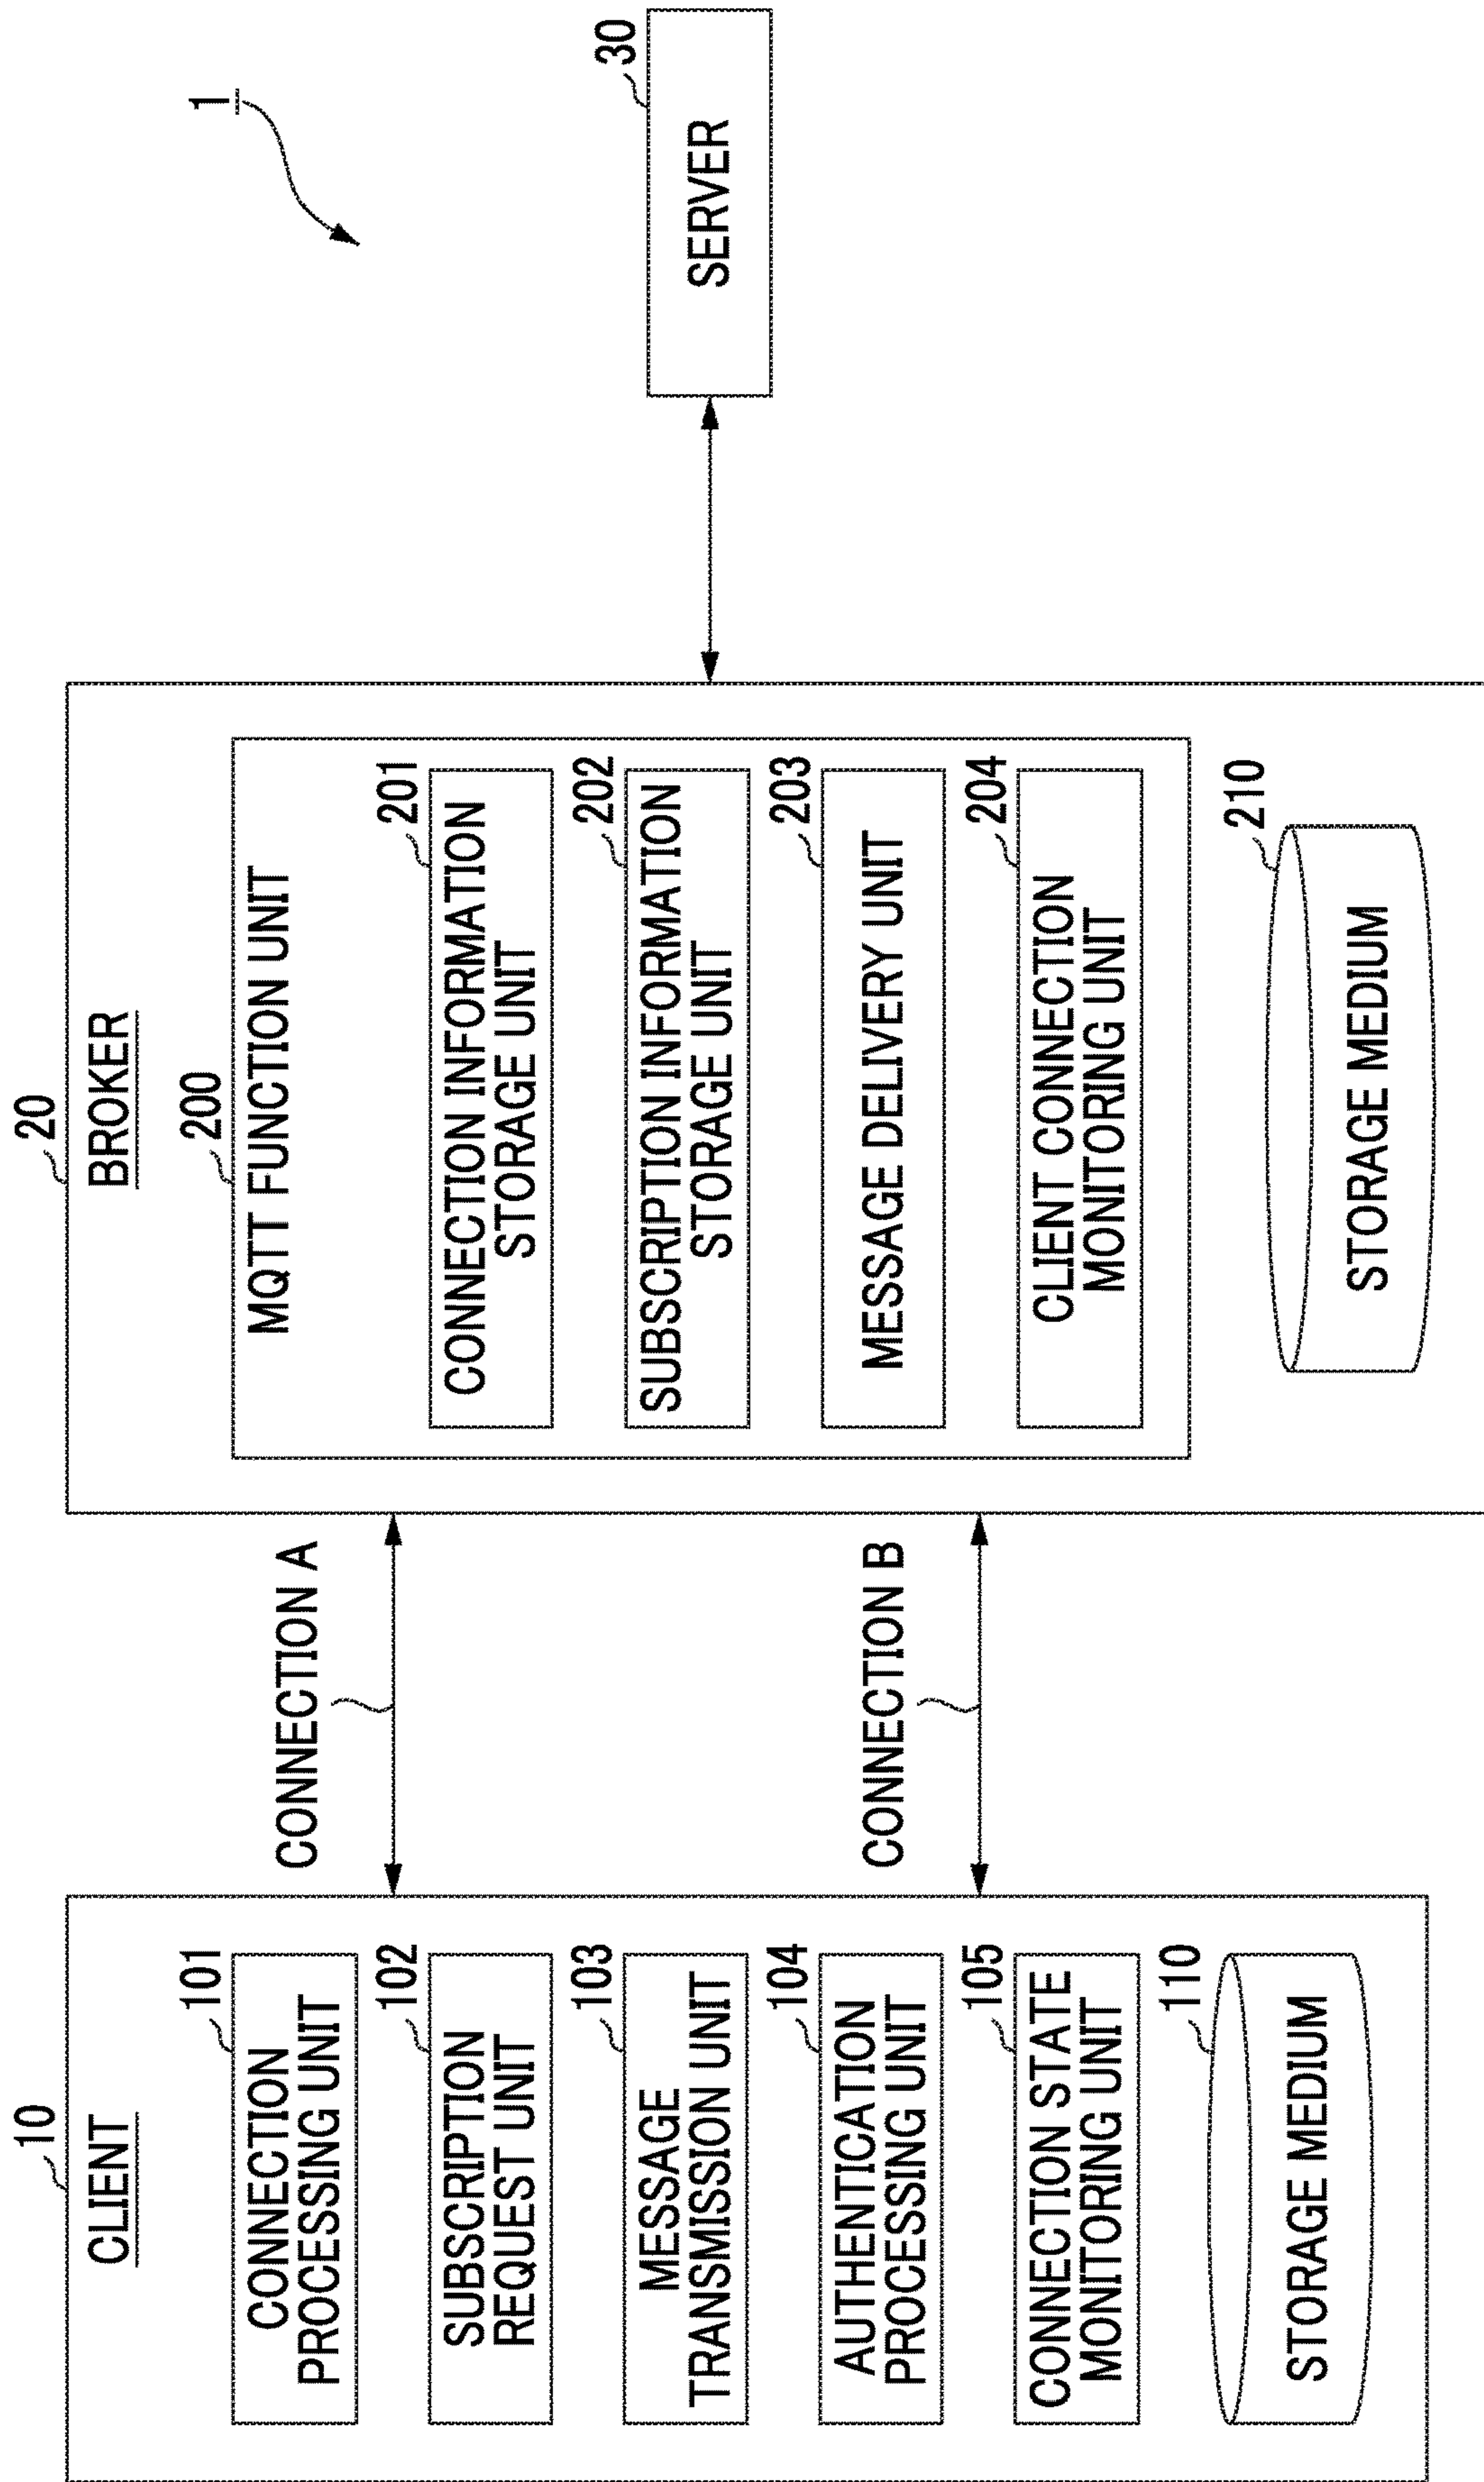 1
10
CLIENT
101
CONNECTION
PROCESSING UNIT
102
SUBSCRIPTION
REQUEST UNIT
103
MESSAGE
TRANSMISSION UNIT
104
AUTHENTICATION
PROCESSING UNIT
105
CONNECTION STATE
MONITORING UNIT
110
STORAGE MEDIUM
CONNECTION A
CONNECTION B
20
BROKER
200
MQTT FUNCTION UNIT
201
CONNECTION INFORMATION
STORAGE UNIT
202
SUBSCRIPTION INFORMATION
STORAGE UNIT
203
MESSAGE DELIVERY UNIT
204
CLIENT CONNECTION
MONITORING UNIT
210
STORAGE MEDIUM
30
SERVER